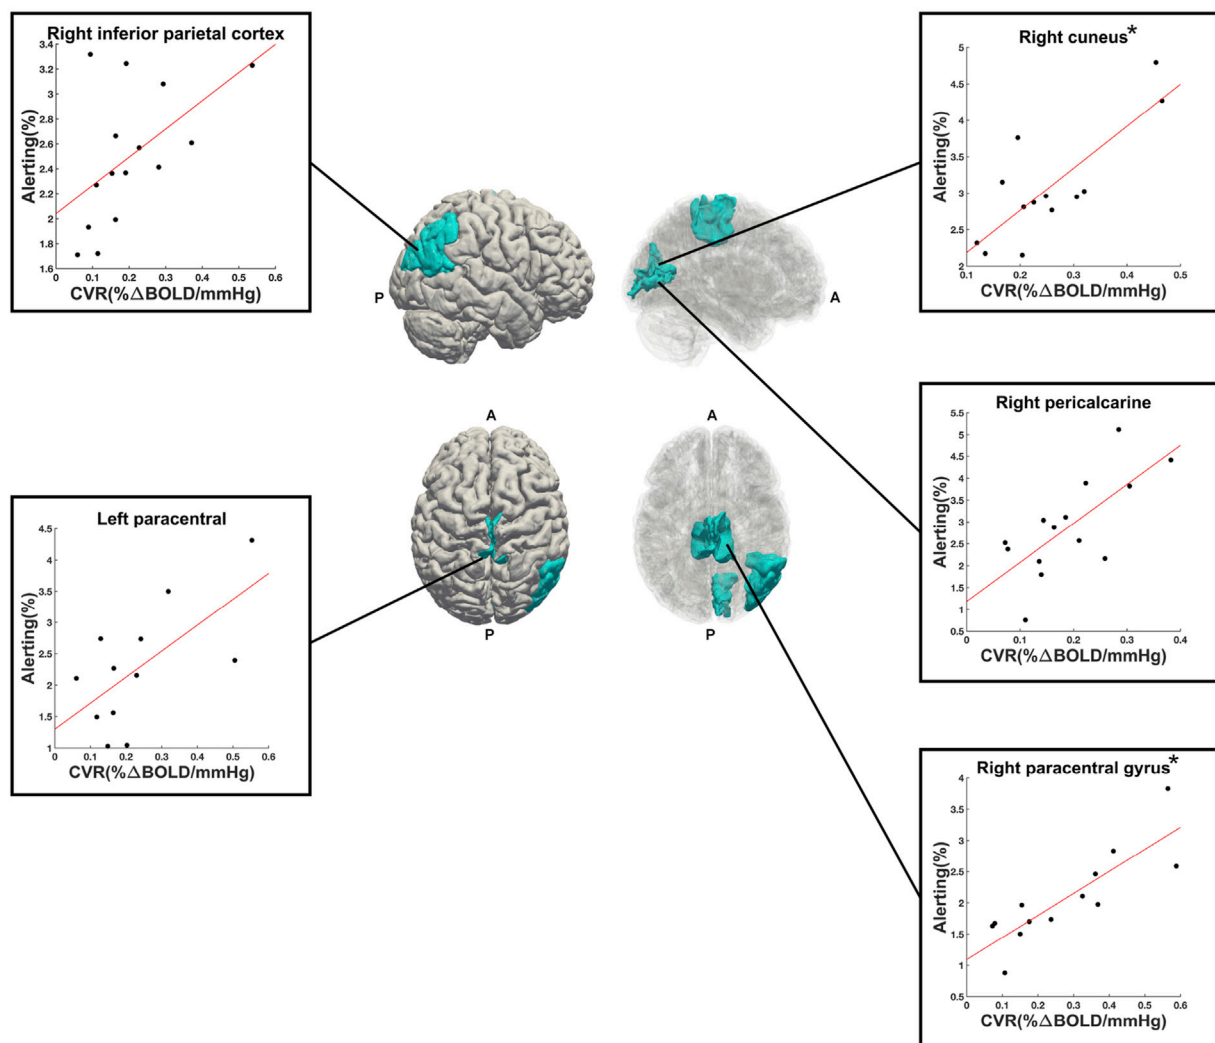 Right inferior parietal cortex
3.4
3.2
3
2.8
2.6
2.4
2.2
2
1.8
1.6
Alerting(%)
0 0.1 0.2 0.3 0.4 0.5 0.6
CVR(%ΔBOLD/mmHg)
Right cuneus*
5
4.5
4
3.5
3
2.5
2
Alerting(%)
0.1 0.2 0.3 0.4 0.5
CVR(%ΔBOLD/mmHg)
P
A
Right pericalcarine
5.5
5
4.5
4
3.5
3
2.5
2
1.5
1
0.5
Alerting(%)
0 0.1 0.2 0.3 0.4
CVR(%ΔBOLD/mmHg)
A
A
P
P
Left paracentral
4.5
4
3.5
3
2.5
2
1.5
1
Alerting(%)
0 0.1 0.2 0.3 0.4 0.5 0.6
CVR(%ΔBOLD/mmHg)
Right paracentral gyrus*
4
3.5
3
2.5
2
1.5
1
0.5
Alerting(%)
0 0.1 0.2 0.3 0.4 0.5 0.6
CVR(%ΔBOLD/mmHg)